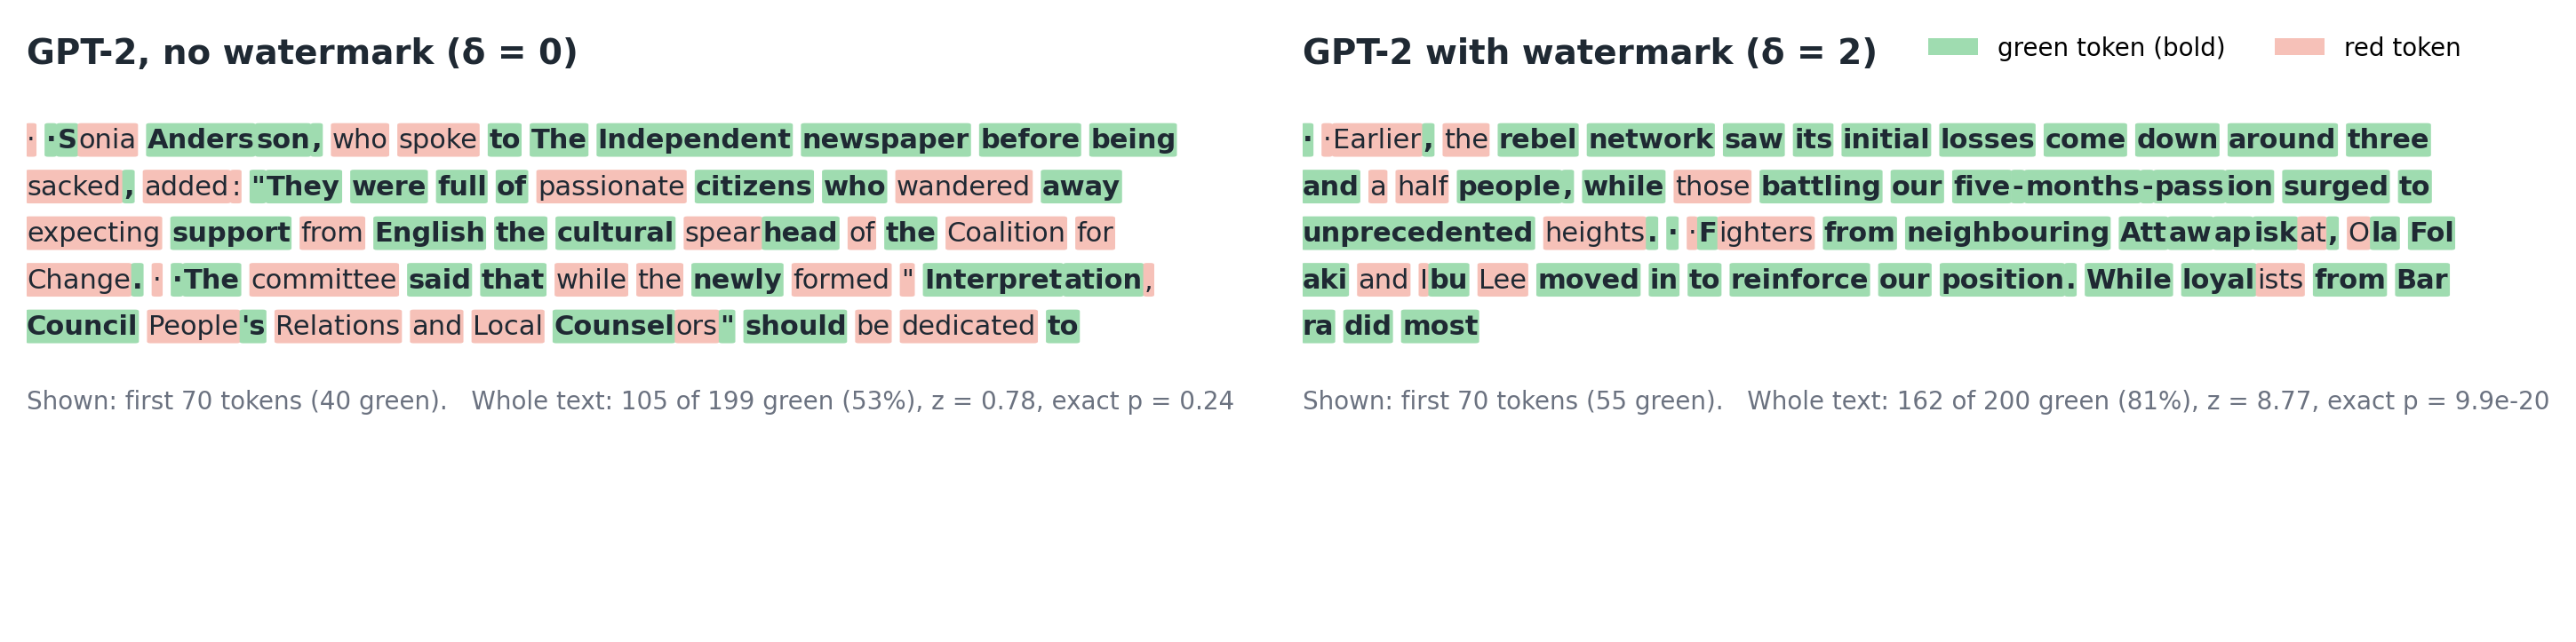 GPT-2, no watermark (δ = 0)
· ·Sonia Andersson, who spoke to The Independent newspaper before being
sacked, added: "They were full of passionate citizens who wandered away
expecting support from English the cultural spearhead of the Coalition for
Change. · ·The committee said that while the newly formed " Interpretation,
Council People's Relations and Local Counselors" should be dedicated to
Shown: first 70 tokens (40 green). Whole text: 105 of 199 green (53%), z = 0.78, exact p = 0.24
GPT-2 with watermark (δ = 2)
green token (bold)
red token
· ·Earlier, the rebel network saw its initial losses come down around three
and a half people, while those battling our five-months-passion surged to
unprecedented heights. · ·Fighters from neighbouring Attawapiskat, Ola Fol
aki and Ibu Lee moved in to reinforce our position. While loyalists from Bar
ra did most
Shown: first 70 tokens (55 green). Whole text: 162 of 200 green (81%), z = 8.77, exact p = 9.9e-20